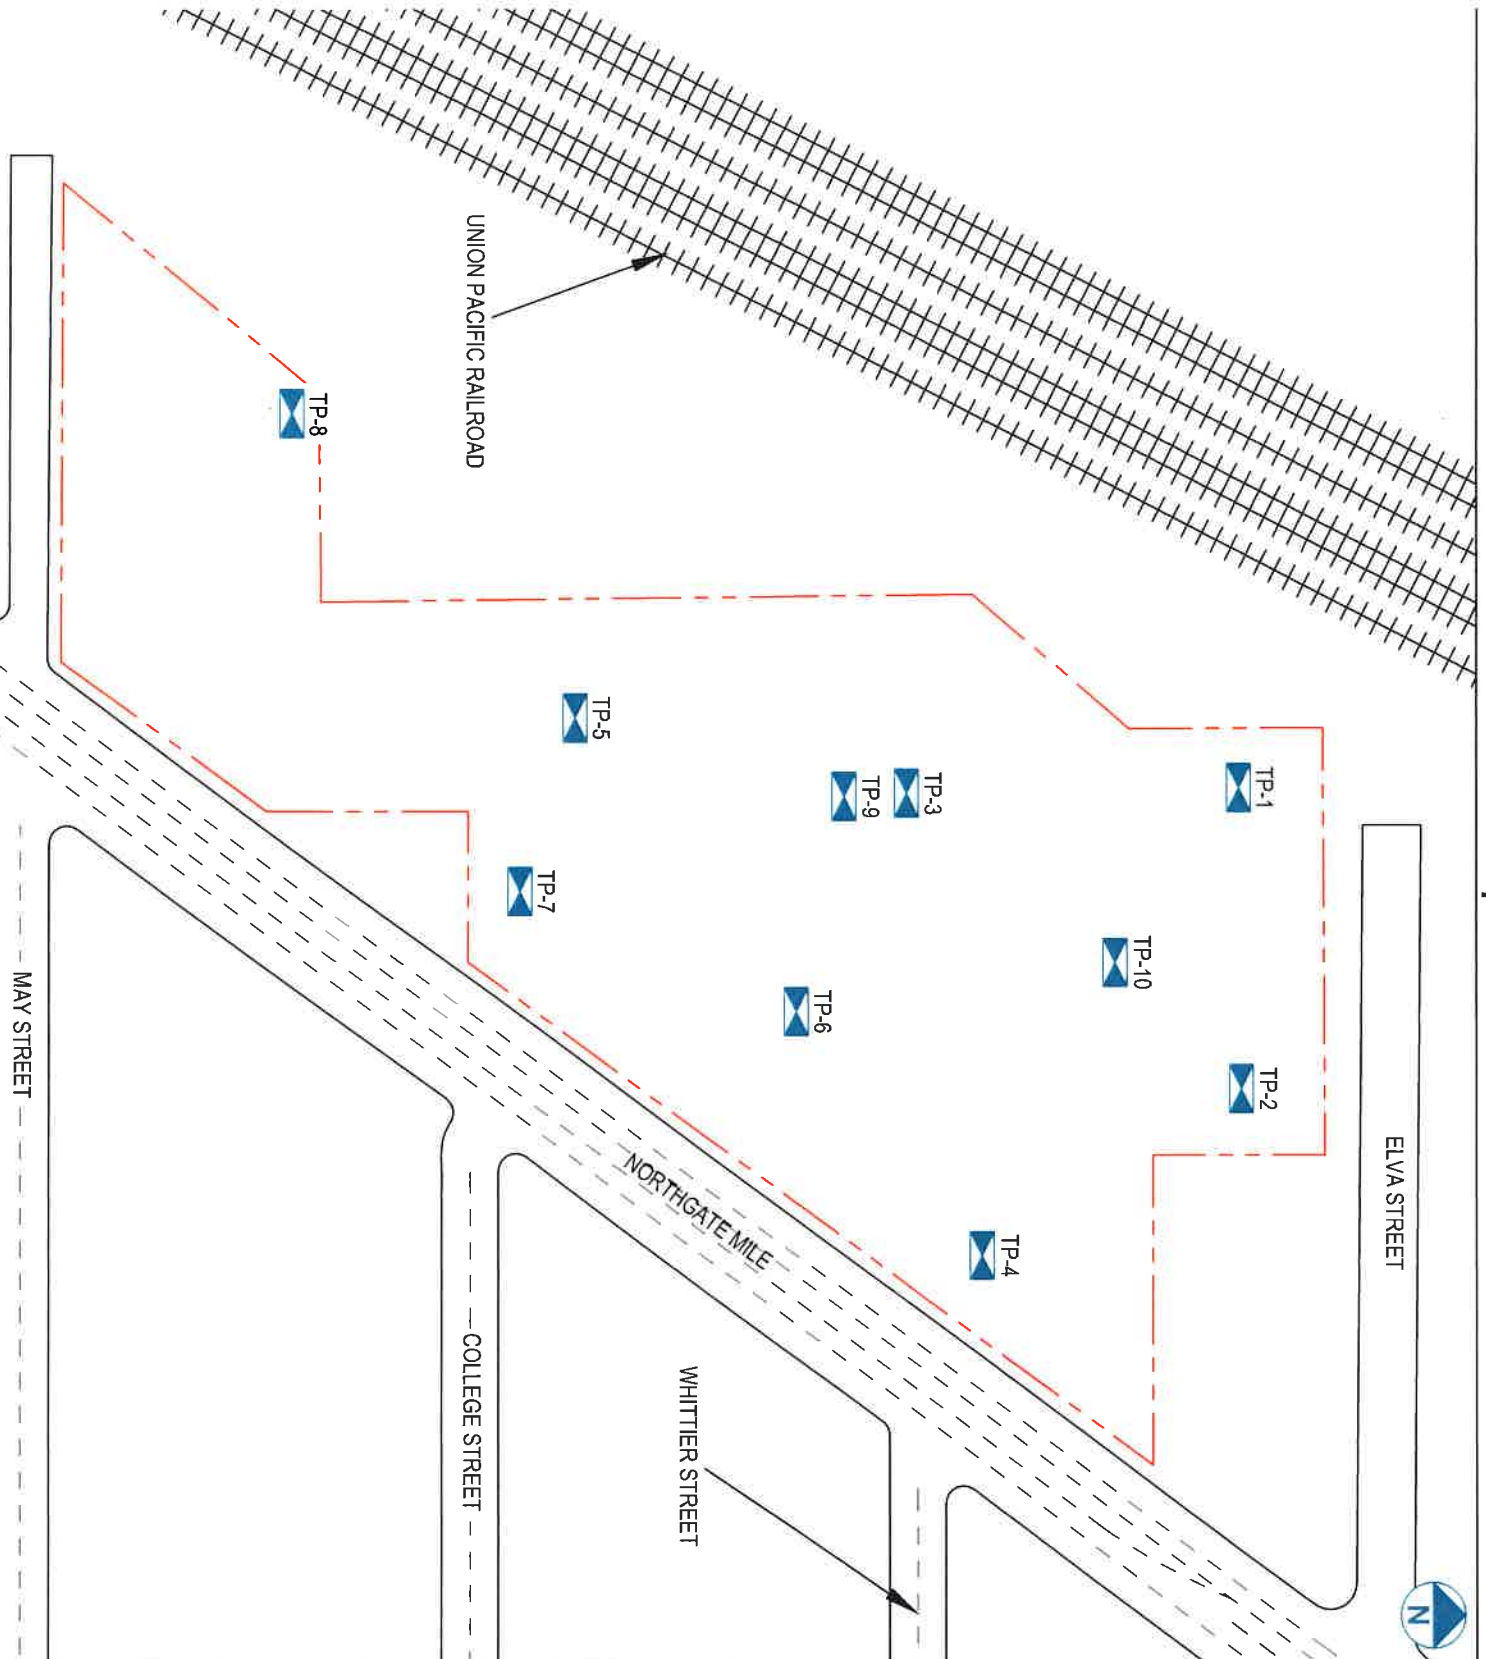 ELVA STREET
N
TP-1
TP-2
TP-10
TP-4
TP-3
TP-9
TP-6
TP-5
TP-7
TP-8
UNION PACIFIC RAILROAD
NORTHGATE MILE
WHITTIER STREET
COLLEGE STREET
MAY STREET